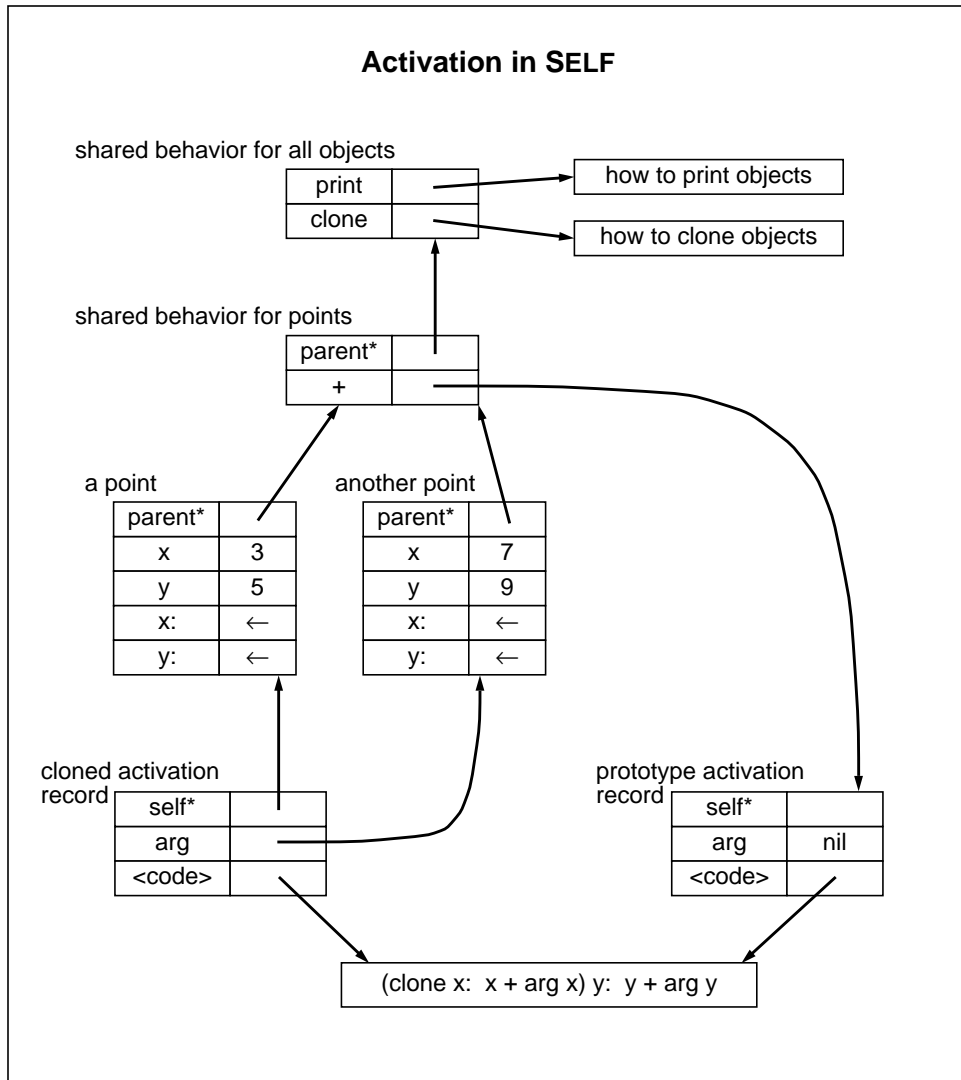 Activation in SELF
shared behavior for all objects
print
how to print objects
clone
how to clone objects
shared behavior for points
parent*
+
a point
parent*
x 3
y 5
x: ←
y: ←
another point
parent*
x 7
y 9
x: ←
y: ←
cloned activation
record
self*
arg
<code>
prototype activation
record
self*
arg nil
<code>
(clone x:  x + arg x) y:  y + arg y